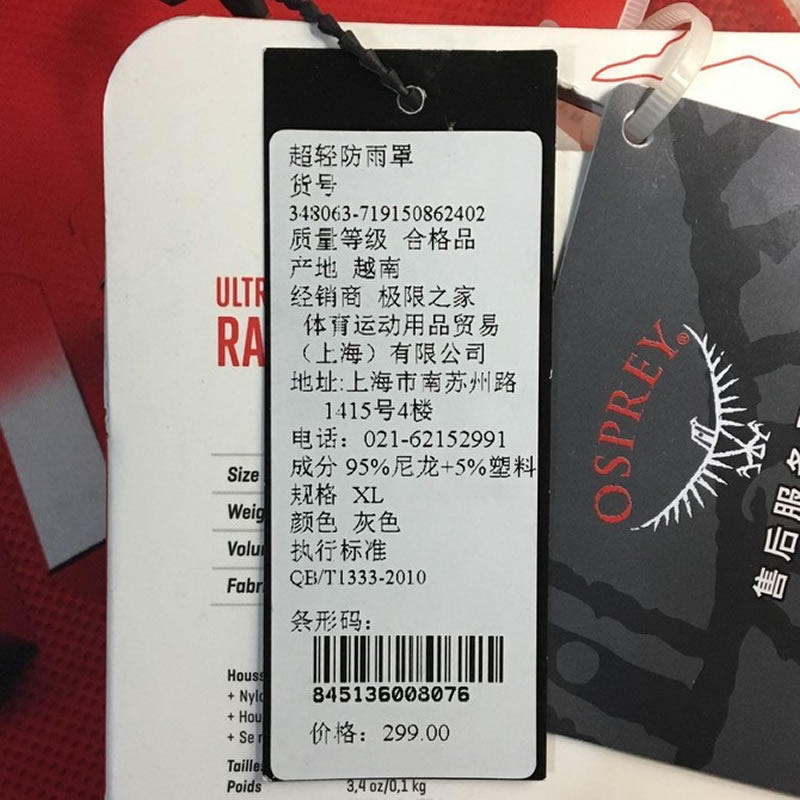 超轻防雨罩
货号
348063-719150862402
质量等级 合格品
产地 越南
经销商 极限之家
体育运动用品贸易
（上海）有限公司
地址:上海市南苏州路
1415号4楼
电话：021-62152991
成分 95%尼龙+5%塑料
规格 XL
颜色 灰色
执行标准
QB/T1333-2010
条形码：
845136008076
价格：299.00
ULTR
RA
Size
Weig
Volu
Fabri
Houss
+ Nylo
+ Hou
+ Se r
Taille
Poids
3,4 oz/0,1 kg
OSPREY®
售后服务